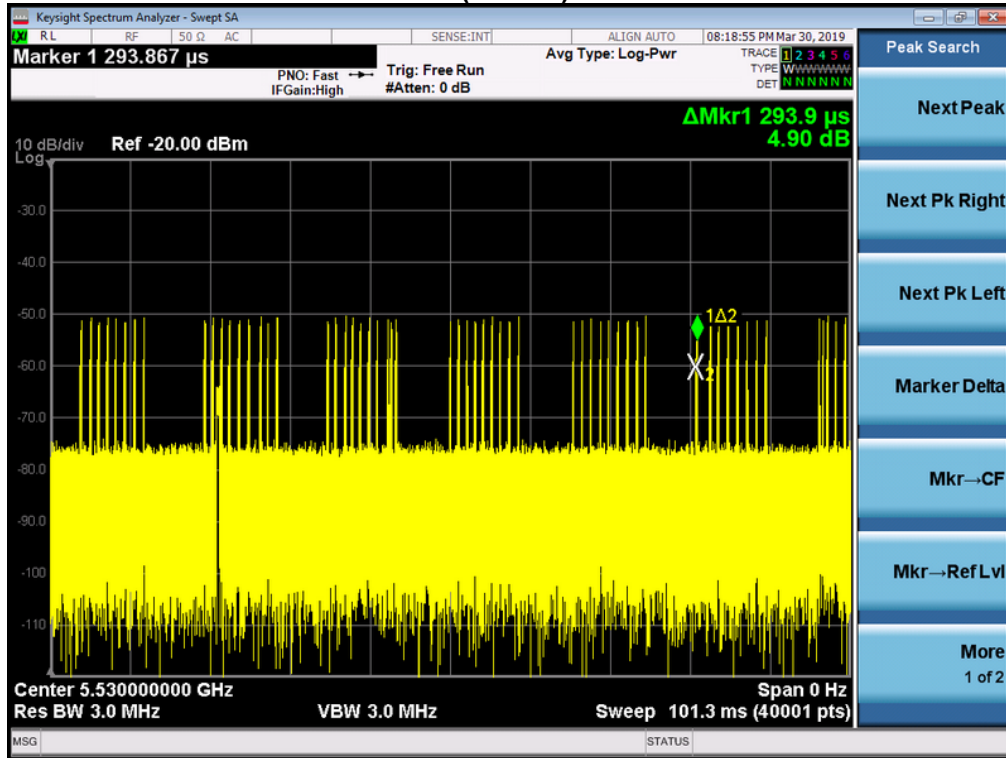 Keysight Spectrum Analyzer - Swept SA
LXI RL RF 50 Ω AC SENSE:INT ALIGN AUTO 08:18:55 PM Mar 30, 2019
Marker 1 293.867 µs
PNO: Fast
IFGain:High
Trig: Free Run
#Atten: 0 dB
Avg Type: Log-Pwr
TRACE 1 2 3 4 5 6
TYPE W
DET N N N N N N
ΔMkr1 293.9 µs
4.90 dB
10 dB/div Ref -20.00 dBm
Log
-30.0
-40.0
-50.0
-60.0
-70.0
-80.0
-90.0
-100
-110
1Δ2
2
Center 5.530000000 GHz Span 0 Hz
Res BW 3.0 MHz VBW 3.0 MHz Sweep 101.3 ms (40001 pts)
MSG STATUS
Peak Search
Next Peak
Next Pk Right
Next Pk Left
Marker Delta
Mkr→CF
Mkr→Ref Lvl
More
1 of 2